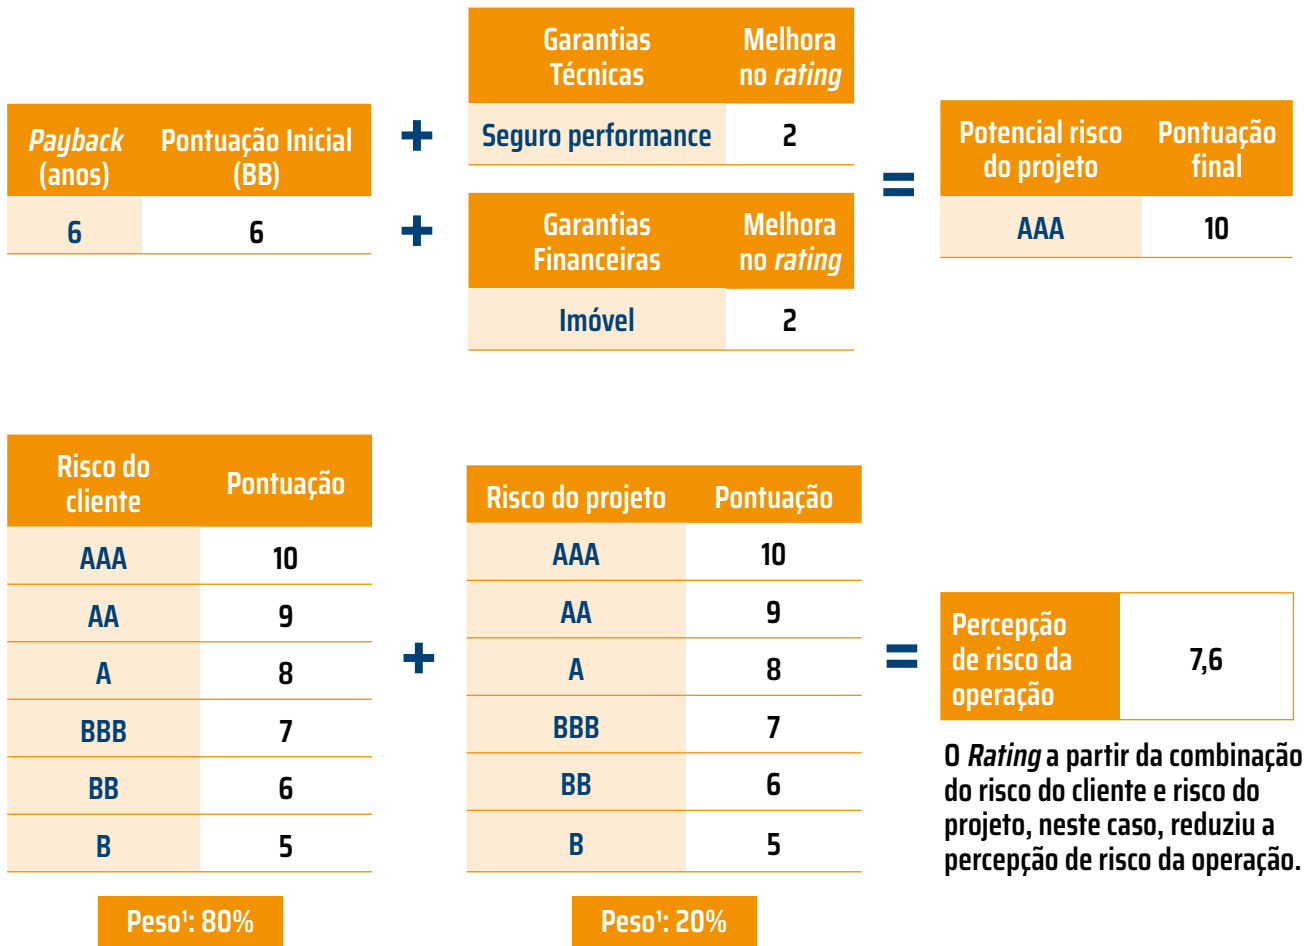 Payback
(anos)
Pontuação Inicial
(BB)
6
6
+
+
Garantias
Técnicas
Melhora
no rating
Seguro performance
2
Garantias
Financeiras
Melhora
no rating
Imóvel
2
=
Potencial risco
do projeto
Pontuação
final
AAA
10
Risco do
cliente
Pontuação
AAA
10
AA
9
A
8
BBB
7
BB
6
B
5
Peso¹: 80%
+
Risco do projeto
Pontuação
AAA
10
AA
9
A
8
BBB
7
BB
6
B
5
Peso¹: 20%
=
Percepção
de risco da
operação
7,6
O Rating a partir da combinação
do risco do cliente e risco do
projeto, neste caso, reduziu a
percepção de risco da operação.